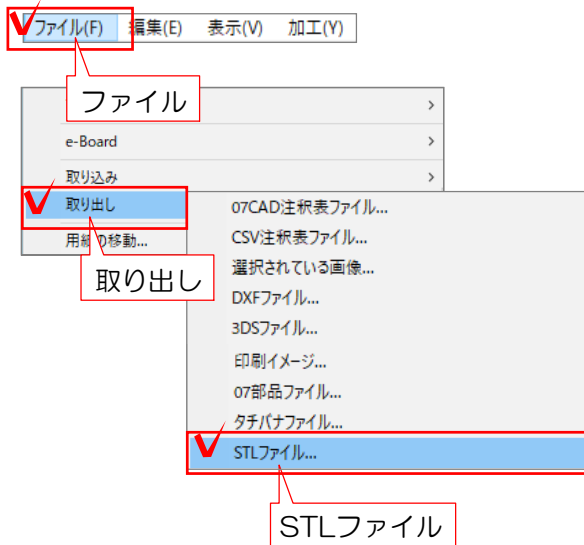 ファイル(F) 編集(E) 表示(V) 加工(Y)
ファイル
e-Board
取り込み
取り出し
用紙の移動...
取り出し
07CAD注釈表ファイル...
CSV注釈表ファイル...
選択されている画像...
DXFファイル...
3DSファイル...
印刷イメージ...
07部品ファイル...
タチバナファイル...
STLファイル...
STLファイル